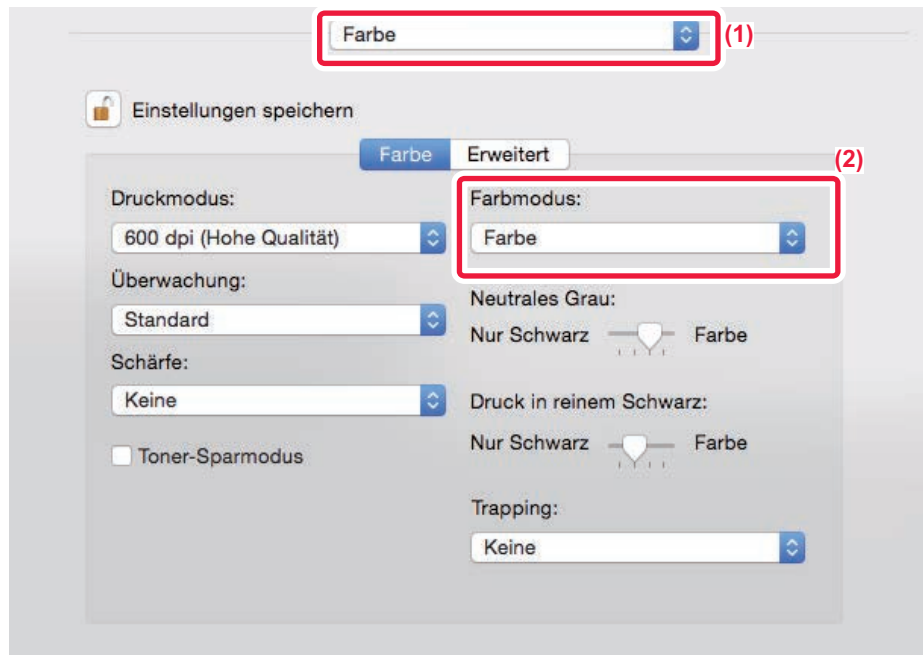 Farbe
(1)
Einstellungen speichern
Farbe
Erweitert
(2)
Druckmodus:
600 dpi (Hohe Qualität)
Überwachung:
Standard
Schärfe:
Keine
Toner-Sparmodus
Farbmodus:
Farbe
Neutrales Grau:
Nur Schwarz Farbe
Druck in reinem Schwarz:
Nur Schwarz Farbe
Trapping:
Keine